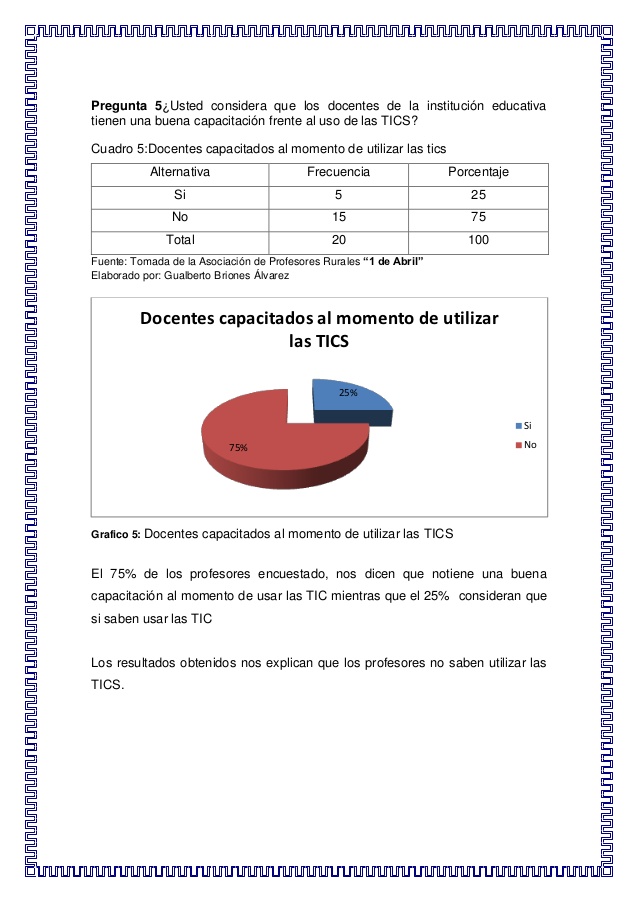 Pregunta 5¿Usted considera que los docentes de la institución educativa
tienen una buena capacitación frente al uso de las TICS?
Cuadro 5:Docentes capacitados al momento de utilizar las tics
Alternativa Frecuencia Porcentaje
Si 5 25
No 15 75
Total 20 100
Fuente: Tomada de la Asociación de Profesores Rurales “1 de Abril”
Elaborado por: Gualberto Briones Álvarez
Docentes capacitados al momento de utilizar
las TICS
25%
Si
No
75%
Grafico 5: Docentes capacitados al momento de utilizar las TICS
El 75% de los profesores encuestado, nos dicen que notiene una buena
capacitación al momento de usar las TIC mientras que el 25% consideran que
si saben usar las TIC
Los resultados obtenidos nos explican que los profesores no saben utilizar las
TICS.